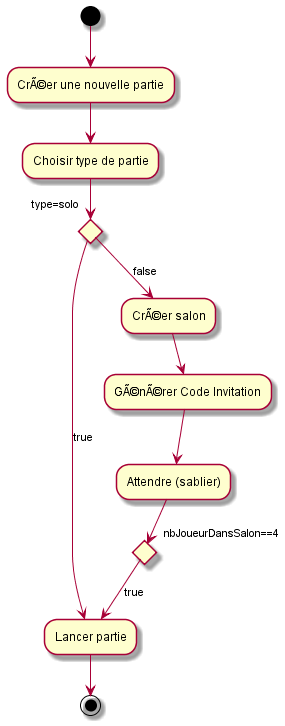 CrÃ©er une nouvelle partie
Choisir type de partie
type=solo
false
CrÃ©er salon
GÃ©nÃ©rer Code Invitation
true
Attendre (sablier)
nbJoueurDansSalon==4
true
Lancer partie